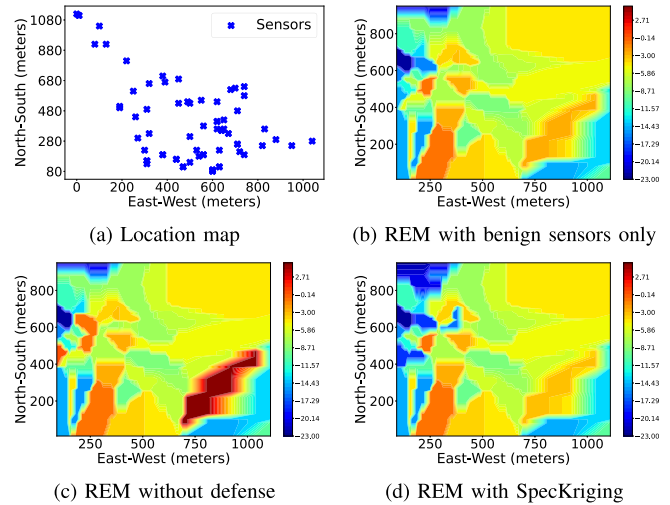 1080
880
680
480
280
80
North-South (meters)
Sensors
0 200 400 600 800 1000
East-West (meters)
(a) Location map
800
600
400
200
North-South (meters)
250 500 750 1000
East-West (meters)
2.71
−0.14
−3.00
−5.86
−8.71
−11.57
−14.43
−17.29
−20.14
−23.00
(b) REM with benign sensors only
800
600
400
200
North-South (meters)
250 500 750 1000
East-West (meters)
2.71
−0.14
−3.00
−5.86
−8.71
−11.57
−14.43
−17.29
−20.14
−23.00
(c) REM without defense
800
600
400
200
North-South (meters)
250 500 750 1000
East-West (meters)
2.71
−0.14
−3.00
−5.86
−8.71
−11.57
−14.43
−17.29
−20.14
−23.00
(d) REM with SpecKriging